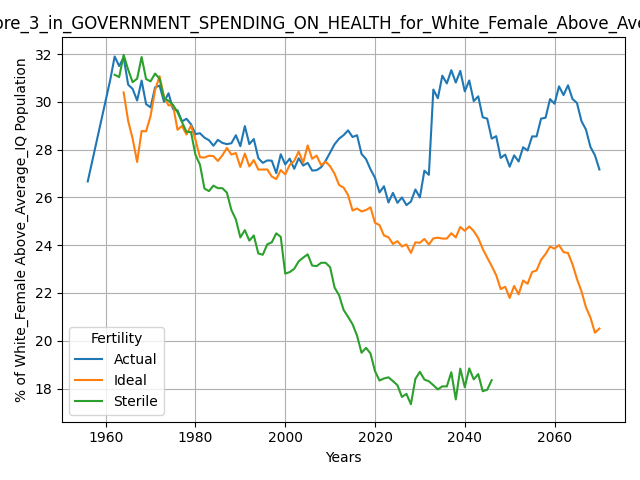 ore_3_in_GOVERNMENT_SPENDING_ON_HEALTH_for_White_Female_Above_Ave
% of White_Female Above_Average_IQ Population
32
30
28
26
24
22
20
18
Fertility
Actual
Ideal
Sterile
1960 1980 2000 2020 2040 2060
Years